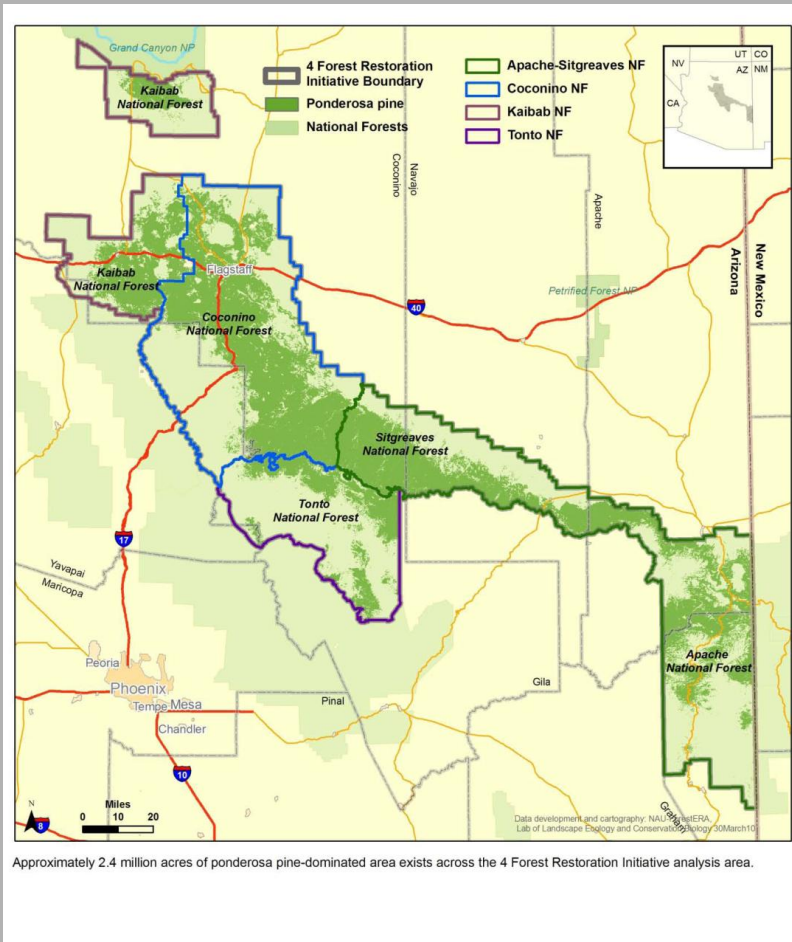 Grand Canyon NP
Kaibab
National Forest
4 Forest Restoration
Initiative Boundary
Ponderosa pine
National Forests
Apache-Sitgreaves NF
Coconino NF
Kaibab NF
Tonto NF
NV
UT
CO
CA
AZ
NM
Coconino
Navajo
Apache
Arizona
New Mexico
Kaibab
National Forest
Flagstaff
Petrified Forest NP
40
Coconino
National Forest
Sitgreaves
National Forest
Tonto
National Forest
17
Yavapai
Maricopa
Apache
National Forest
Peoria
Phoenix
Tempe
Mesa
Chandler
Pinal
Gila
10
Graham
N
8
Miles
0 10 20
Data development and cartography: NAU-ForestERA,
Lab of Landscape Ecology and Conservation Biology 30March10
Approximately 2.4 million acres of ponderosa pine-dominated area exists across the 4 Forest Restoration Initiative analysis area.